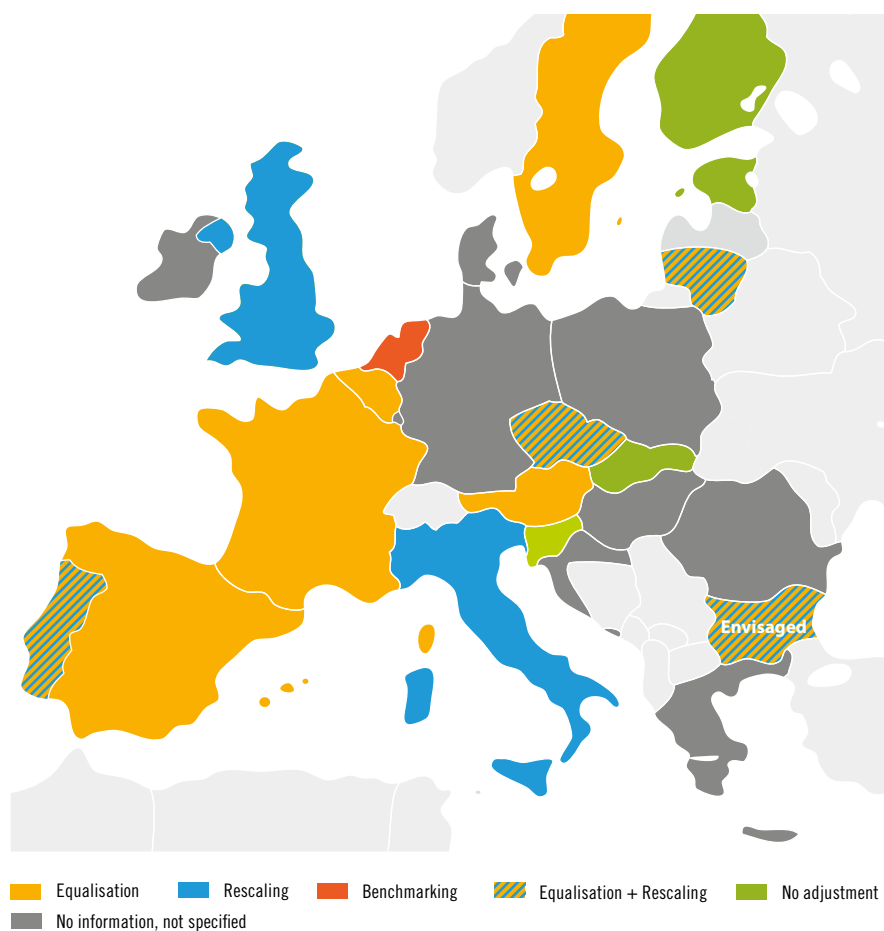 Envisaged
Equalisation
Rescaling
Benchmarking
Equalisation + Rescaling
No adjustment
No information, not specified